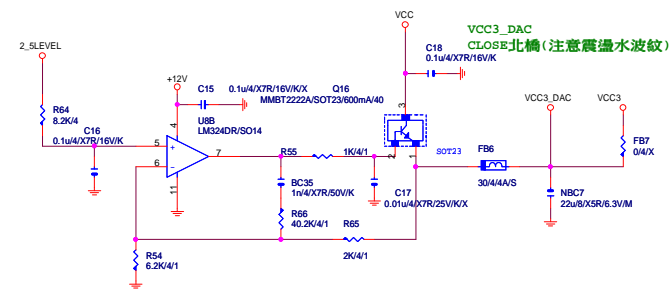 VCC
VCC3_DAC
CLOSE北橋(注意震盪水波紋)
2_5LEVEL
C18
0.1u/4/X7R/16V/K
+12V
C15
0.1u/4/X7R/16V/K/X
Q16
MMBT2222A/SOT23/600mA/40
VCC3_DAC
VCC3
R64
8.2K/4
C16
0.1u/4/X7R/16V/K
U8B
LM324DR/SO14
4
3
5
+
6
-
7
11
R55
1K/4/1
2
1
SOT23
FB6
30/4/4A/S
FB7
0/4/X
BC35
1n/4/X7R/50V/K
C17
0.01u/4/X7R/25V/K/X
NBC7
22u/8/X5R/6.3V/M
R66
40.2K/4/1
R65
2K/4/1
R54
6.2K/4/1